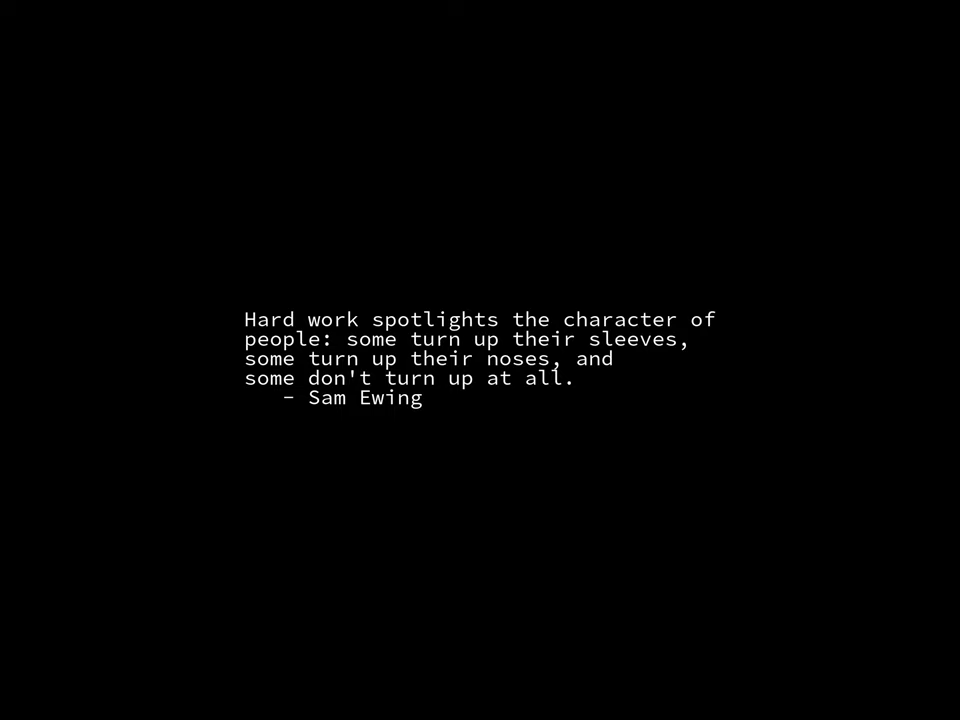 Hard work spotlights the character of
people: some turn up their sleeves,
some turn up their noses, and
some don't turn up at all.
– Sam Ewing